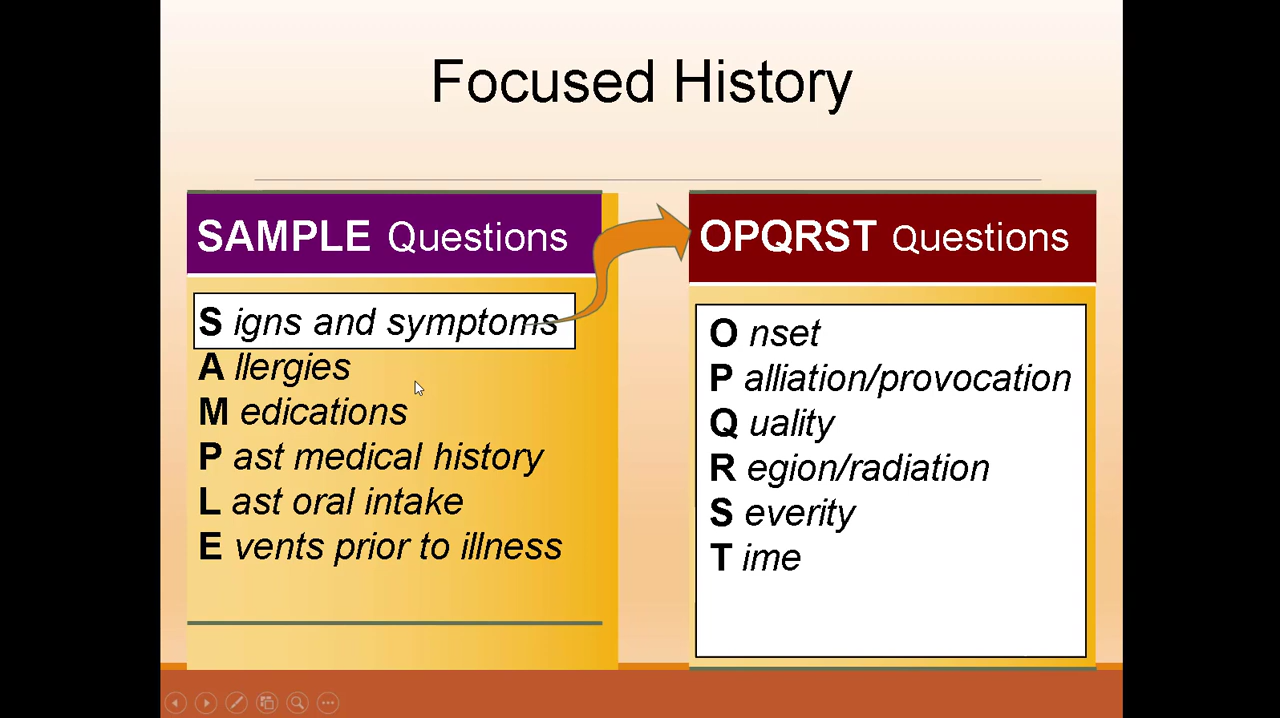 Focused History
SAMPLE Questions
S igns and symptoms
A llergies
M edications
P ast medical history
L ast oral intake
E vents prior to illness
OPQRST Questions
O nset
P alliation/provocation
Q uality
R egion/radiation
S everity
T ime